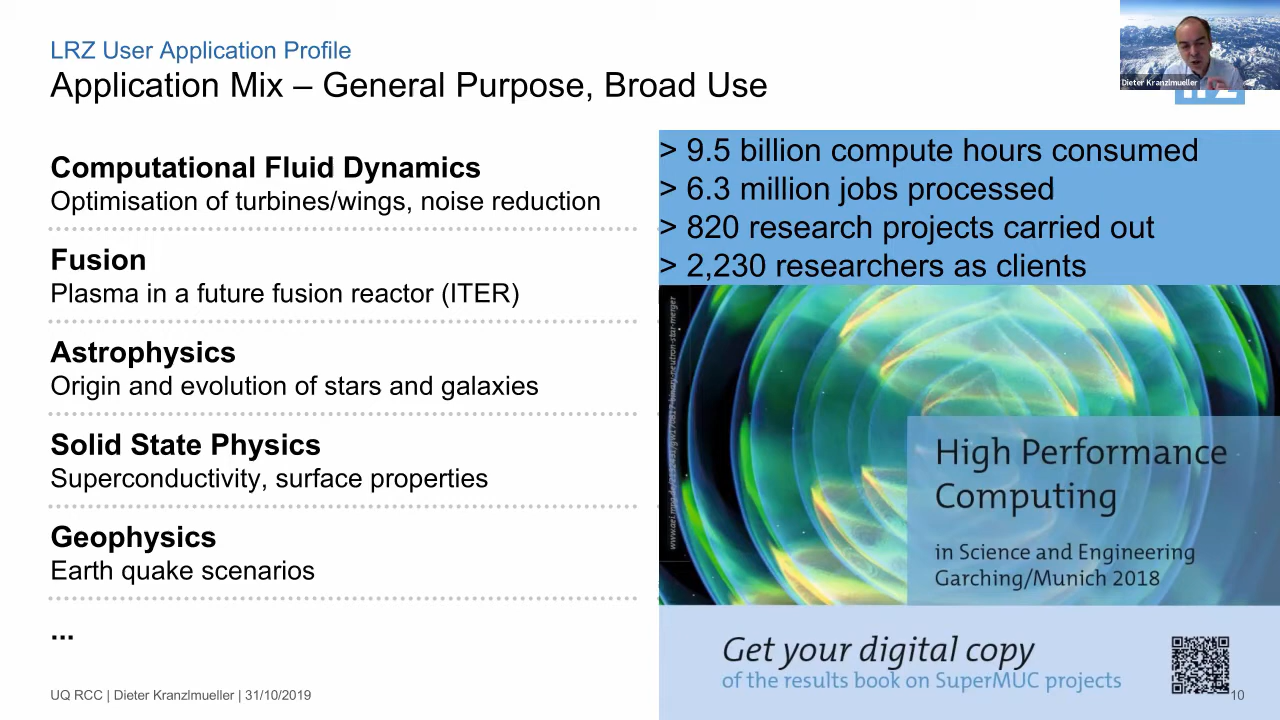 LRZ User Application Profile
Application Mix – General Purpose, Broad Use
Dieter Kranzlmueller
Computational Fluid Dynamics
Optimisation of turbines/wings, noise reduction
Fusion
Plasma in a future fusion reactor (ITER)
Astrophysics
Origin and evolution of stars and galaxies
Solid State Physics
Superconductivity, surface properties
Geophysics
Earth quake scenarios
...
> 9.5 billion compute hours consumed
> 6.3 million jobs processed
> 820 research projects carried out
> 2,230 researchers as clients
High Performance
Computing
in Science and Engineering
Garching/Munich 2018
Get your digital copy
of the results book on SuperMUC projects
UQ RCC | Dieter Kranzlmueller | 31/10/2019
10